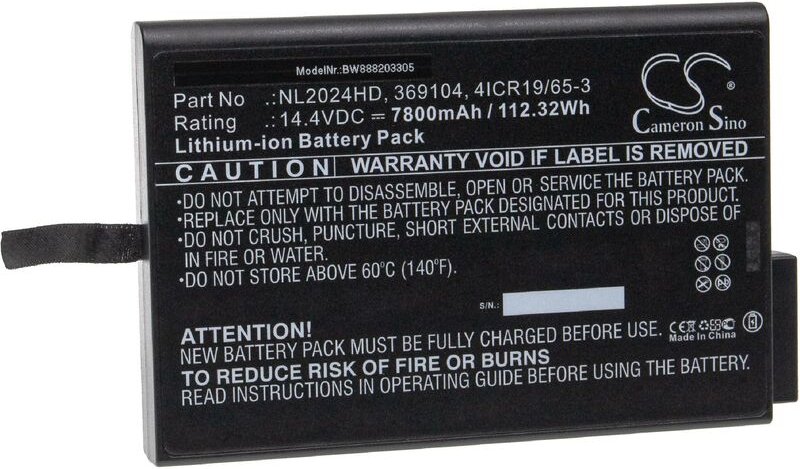 ModelNr.:BW888203305
Part No .: NL2024HD, 369104, 4ICR19/65-3
Rating .: 14.4VDC ⎓ 7800mAh / 112.32Wh
Lithium-ion Battery Pack
CS
Cameron Sino
CAUTION WARRANTY VOID IF LABEL IS REMOVED
•DO NOT ATTEMPT TO DISASSEMBLE, OPEN OR SERVICE THE BATTERY PACK.
•REPLACE ONLY WITH THE BATTERY PACK DESIGNATED FOR THIS PRODUCT.
•DO NOT CRUSH, PUNCTURE, SHORT EXTERNAL CONTACTS OR DISPOSE OF
IN FIRE OR WATER.
•DO NOT STORE ABOVE 60°C (140°F).
S/N.:
ATTENTION!
NEW BATTERY PACK MUST BE FULLY CHARGED BEFORE FIRST USE.
TO REDUCE RISK OF FIRE OR BURNS
READ INSTRUCTIONS IN OPERATING GUIDE BEFORE USING BATTERY.
CE
Made In China